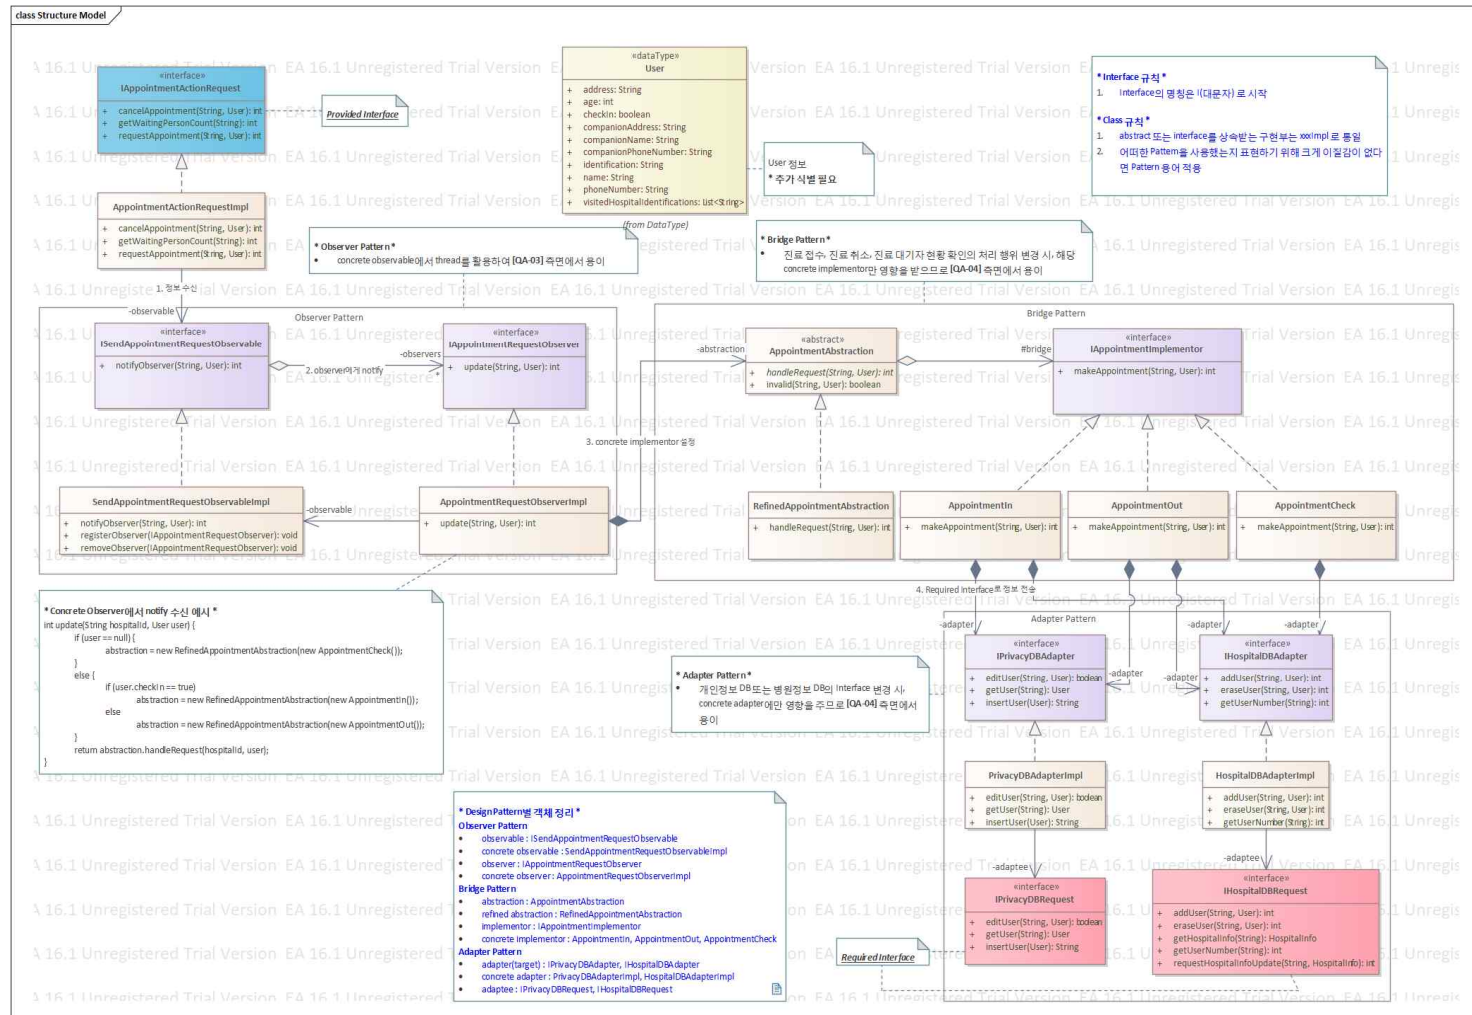 class Structure Model
«interface»
IAppointmentActionRequest
+ cancelAppointment(String, User): int
+ getWaitingPersonCount(String): int
+ requestAppointment(String, User): int
Provided Interface
«dataType»
User
+ address: String
+ age: int
+ checkIn: boolean
+ companionAddress: String
+ companionName: String
+ companionPhoneNumber: String
+ identification: String
+ name: String
+ phoneNumber: String
+ visitedHospitalIdentifications: List<String>
(from DataType)
User 정보
* 추가 식별 필요
* Interface 규칙 *
1. Interface의 명칭은 I(대문자) 로 시작
* Class 규칙 *
1. abstract 또는 interface를 상속받는 구현부는 xxxImpl 로 통일
2. 어떠한 Pattern을 사용했는지 표현하기 위해 크게 이질감이 없다
면 Pattern 용어 적용
AppointmentActionRequestImpl
+ cancelAppointment(String, User): int
+ getWaitingPersonCount(String): int
+ requestAppointment(String, User): int
* Observer Pattern *
• concrete observable에서 thread를 활용하여 [QA-03] 측면에서 용이
* Bridge Pattern *
• 진료 접수, 진료 취소, 진료 대기자 현황 확인의 처리 행위 변경 시, 해당
concrete implementor만 영향을 받으므로 [QA-04] 측면에서 용이
1. 정보 수신
-observable
Observer Pattern
«interface»
ISendAppointmentRequestObservable
+ notifyObserver(String, User): int
2. observer에게 notify
-observers
*
«interface»
IAppointmentRequestObserver
+ update(String, User): int
SendAppointmentRequestObservableImpl
+ notifyObserver(String, User): int
+ registerObserver(IAppointmentRequestObserver): void
+ removeObserver(IAppointmentRequestObserver): void
-observable
AppointmentRequestObserverImpl
+ update(String, User): int
3. concrete implementor 설정
Bridge Pattern
-abstraction
«abstract»
AppointmentAbstraction
+ handleRequest(String, User): int
+ invalid(String, User): boolean
#bridge
«interface»
IAppointmentImplementor
+ makeAppointment(String, User): int
RefinedAppointmentAbstraction
+ handleRequest(String, User): int
AppointmentIn
+ makeAppointment(String, User): int
AppointmentOut
+ makeAppointment(String, User): int
AppointmentCheck
+ makeAppointment(String, User): int
4. Required Interface로 정보 전송
* Concrete Observer에서 notify 수신 예시 *
int update(String hospitalId, User user) {
if (user == null) {
abstraction = new RefinedAppointmentAbstraction(new AppointmentCheck());
}
else {
if (user.checkIn == true)
abstraction = new RefinedAppointmentAbstraction(new AppointmentIn());
else
abstraction = new RefinedAppointmentAbstraction(new AppointmentOut());
}
return abstraction.handleRequest(hospitalId, user);
}
* Adapter Pattern *
• 개인정보 DB 또는 병원정보 DB의 Interface 변경 시,
concrete adapter에만 영향을 주므로 [QA-04] 측면에서
용이
Adapter Pattern
-adapter
-adapter
-adapter
-adapter
-adapter
«interface»
IPrivacyDBAdapter
+ editUser(String, User): boolean
+ getUser(String): User
+ insertUser(User): String
«interface»
IHospitalDBAdapter
+ addUser(String, User): int
+ eraseUser(String, User): int
+ getUserNumber(String): int
PrivacyDBAdapterImpl
+ editUser(String, User): boolean
+ getUser(String): User
+ insertUser(User): String
HospitalDBAdapterImpl
+ addUser(String, User): int
+ eraseUser(String, User): int
+ getUserNumber(String): int
-adaptee
-adaptee
«interface»
IPrivacyDBRequest
+ editUser(String, User): boolean
+ getUser(String): User
+ insertUser(User): String
«interface»
IHospitalDBRequest
+ addUser(String, User): int
+ eraseUser(String, User): int
+ getHospitalInfo(String): HospitalInfo
+ getUserNumber(String): int
+ requestHospitalInfoUpdate(String, HospitalInfo): int
Required Interface
* Design Pattern별 객체 정리 *
Observer Pattern
• observable : ISendAppointmentRequestObservable
• concrete observable : SendAppointmentRequestObservableImpl
• observer : IAppointmentRequestObserver
• concrete observer : AppointmentRequestObserverImpl
Bridge Pattern
• abstraction : AppointmentAbstraction
• refined abstraction : RefinedAppointmentAbstraction
• implementor : IAppointmentImplementor
• concrete implementor : AppointmentIn, AppointmentOut, AppointmentCheck
Adapter Pattern
• adapter(target) : IPrivacyDBAdapter, IHospitalDBAdapter
• concrete adapter : PrivacyDBAdapterImpl, HospitalDBAdapterImpl
• adaptee : IPrivacyDBRequest, IHospitalDBRequest
EA 16.1 Unregistered Trial Version